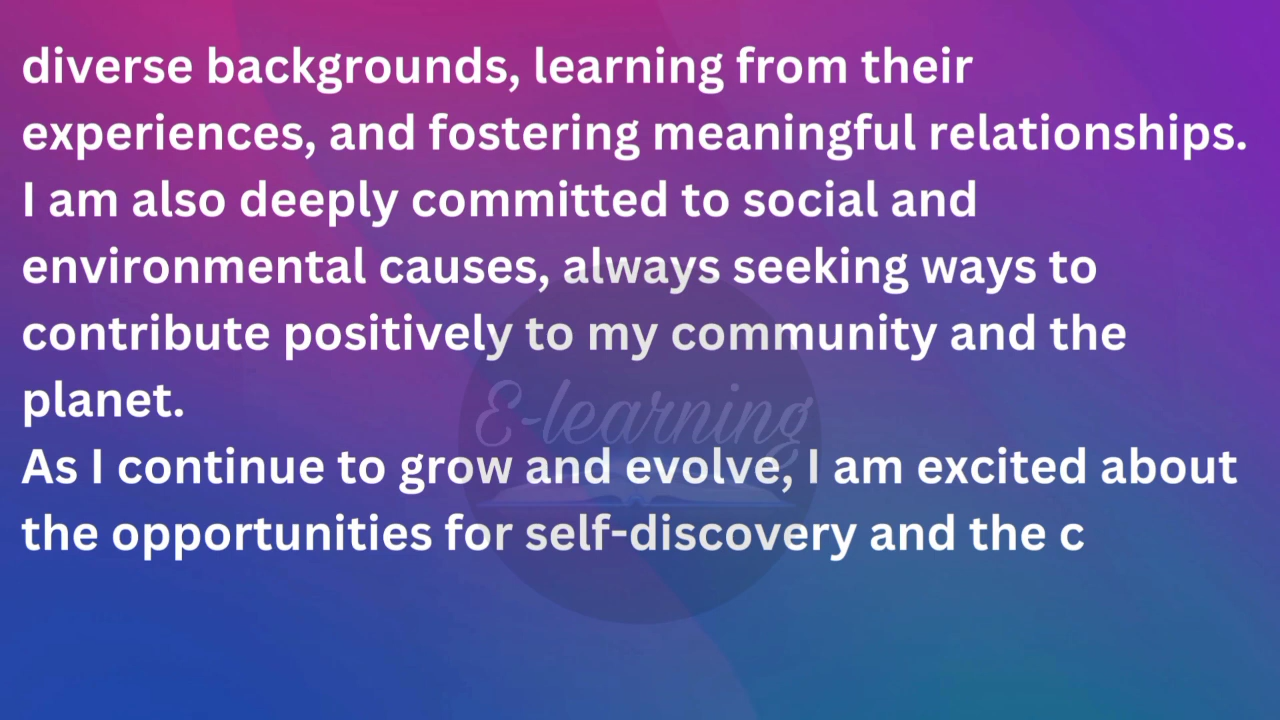 diverse backgrounds, learning from their
experiences, and fostering meaningful relationships.
I am also deeply committed to social and
environmental causes, always seeking ways to
contribute positively to my community and the
planet.
E-learning
As I continue to grow and evolve, I am excited about
the opportunities for self-discovery and the c